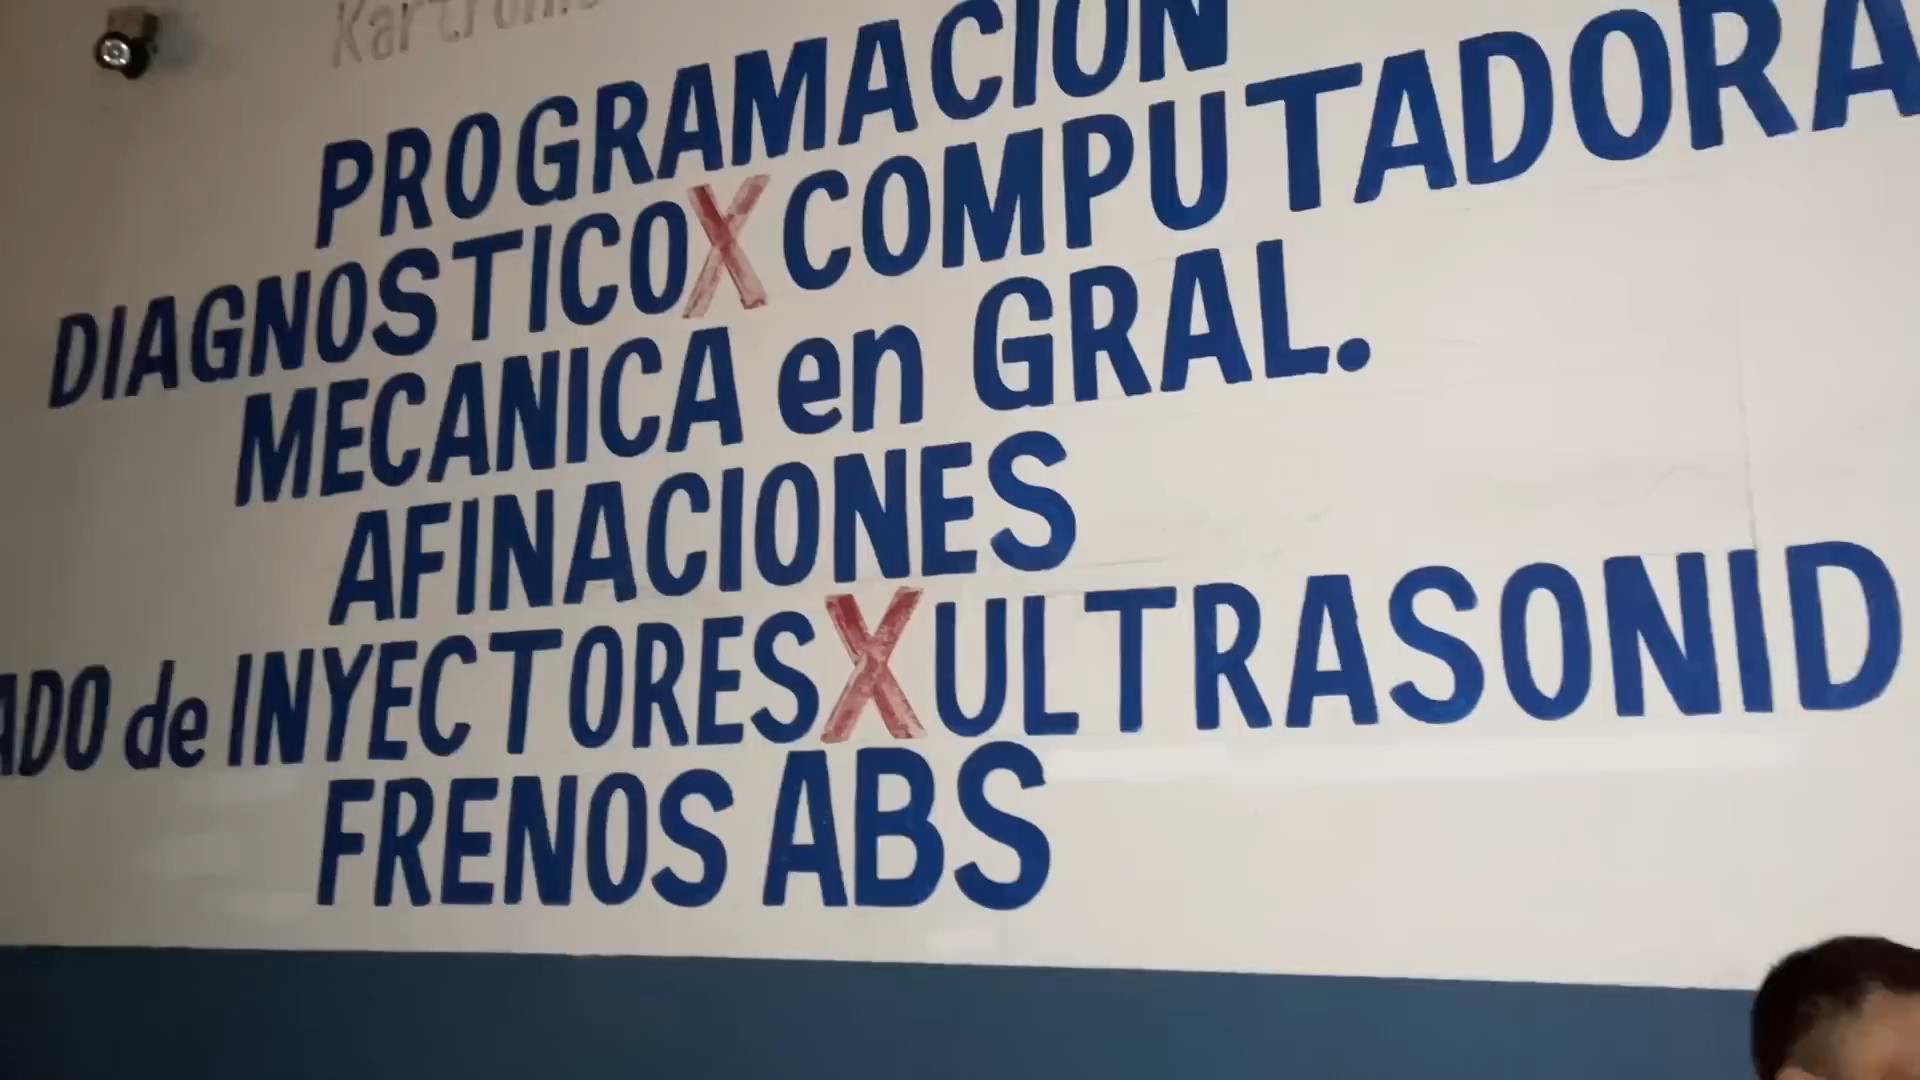 PROGRAMACION
DIAGNOSTICO X COMPUTADORA
MECANICA en GRAL.
AFINACIONES
ADO de INYECTORES X ULTRASONID
FRENOS ABS